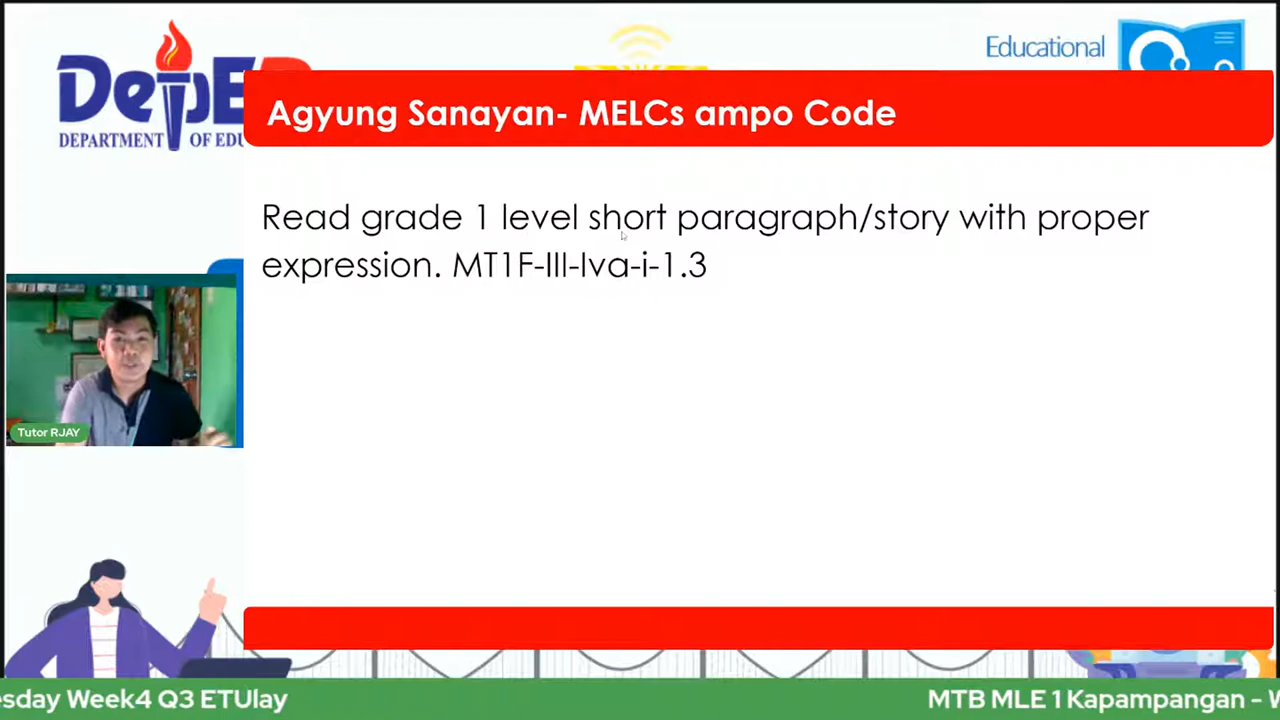 DepED
DEPARTMENT OF EDU
Educational
Agyung Sanayan- MELCs ampo Code
Read grade 1 level short paragraph/story with proper
expression. MT1F-III-Iva-i-1.3
Tutor RJAY
esday Week4 Q3 ETUlay
MTB MLE 1 Kapampangan - W